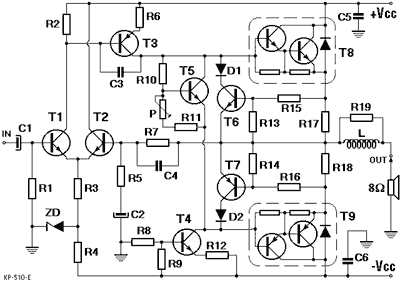 R2
R6
T3
C3
R10
P
T5
R11
D1
T6
R15
R13
R17
C5
+Vcc
T8
R19
L
OUT
8Ω
T1
T2
C1
IN
R7
C4
R1
R3
R5
T7
R14
R16
R18
ZD
C2
T4
D2
R8
R9
R12
R4
T9
C6
-Vcc
KP-510-E